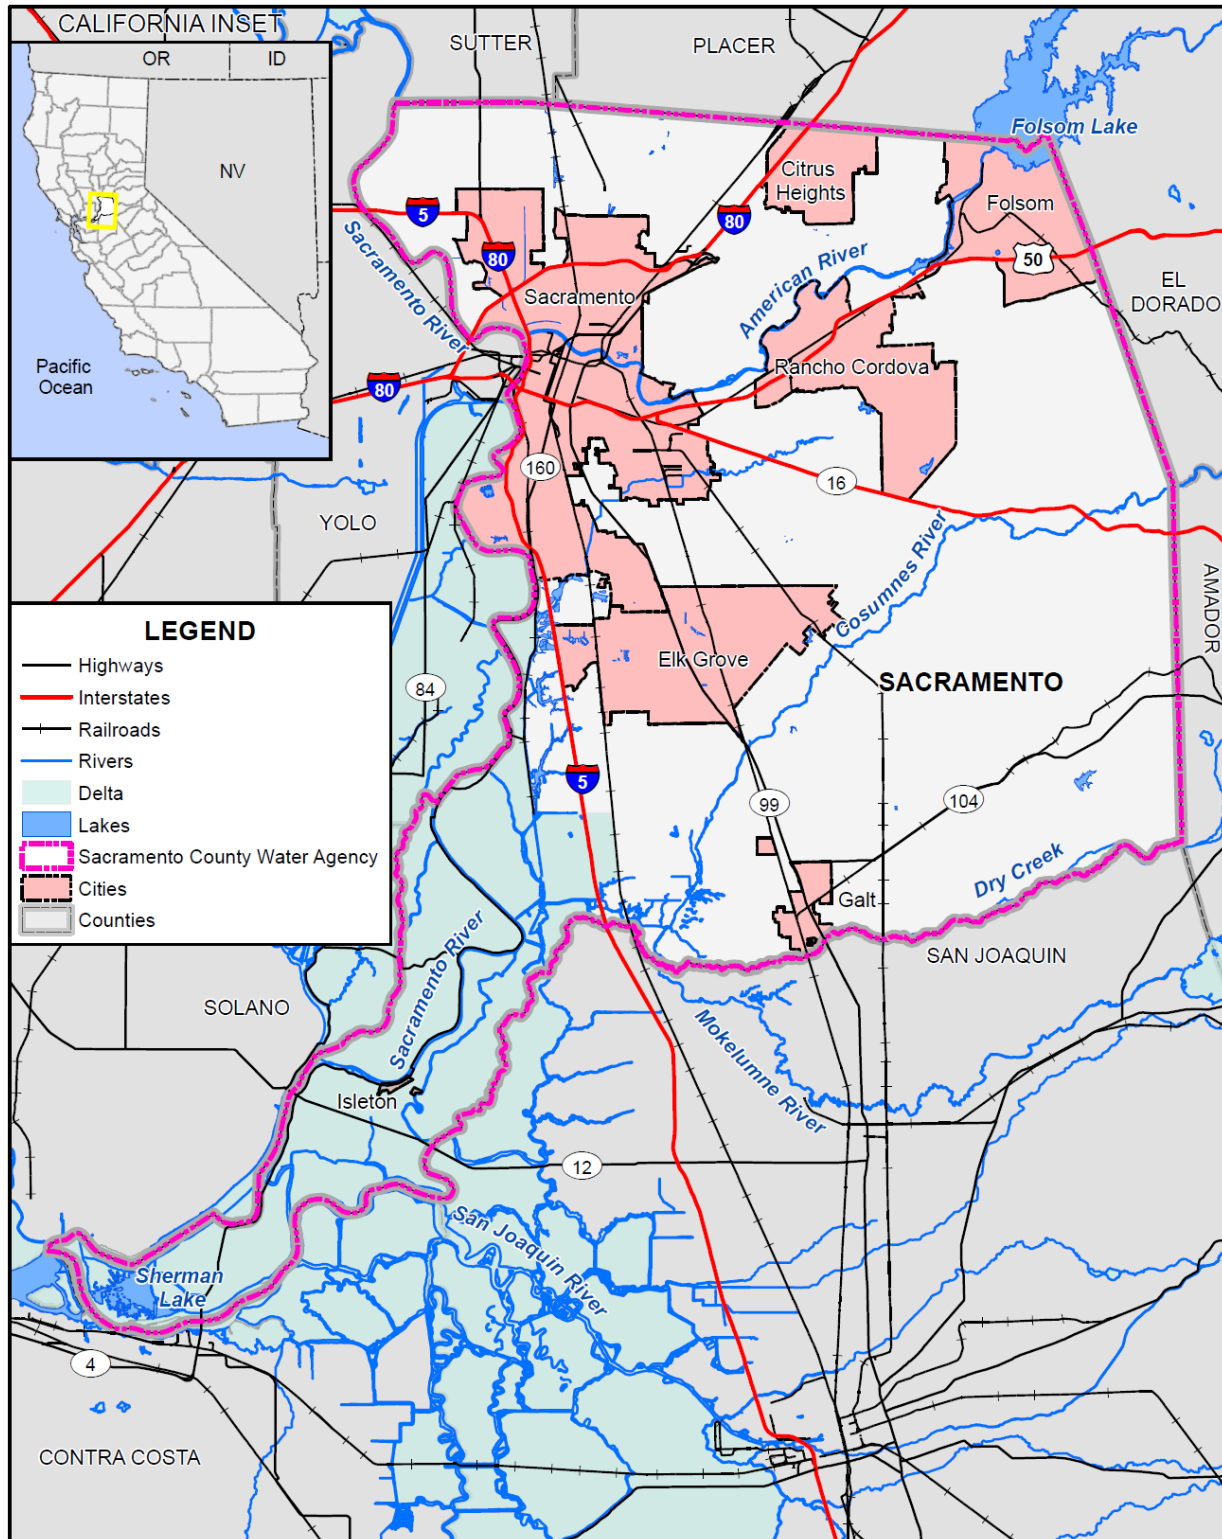 CALIFORNIA INSET
OR
ID
NV
Pacific
Ocean
SUTTER
PLACER
Folsom Lake
Citrus
Heights
Folsom
5
80
80
50
Sacramento River
American River
EL
DORADO
Sacramento
Rancho Cordova
80
160
16
YOLO
Cosumnes River
AMADOR
LEGEND
Highways
Interstates
Railroads
Rivers
Delta
Lakes
Sacramento County Water Agency
Cities
Counties
Elk Grove
SACRAMENTO
84
5
99
104
Dry Creek
Galt
SAN JOAQUIN
Sacramento River
SOLANO
Mokelumne River
Isleton
12
San Joaquin River
Sherman
Lake
4
CONTRA COSTA